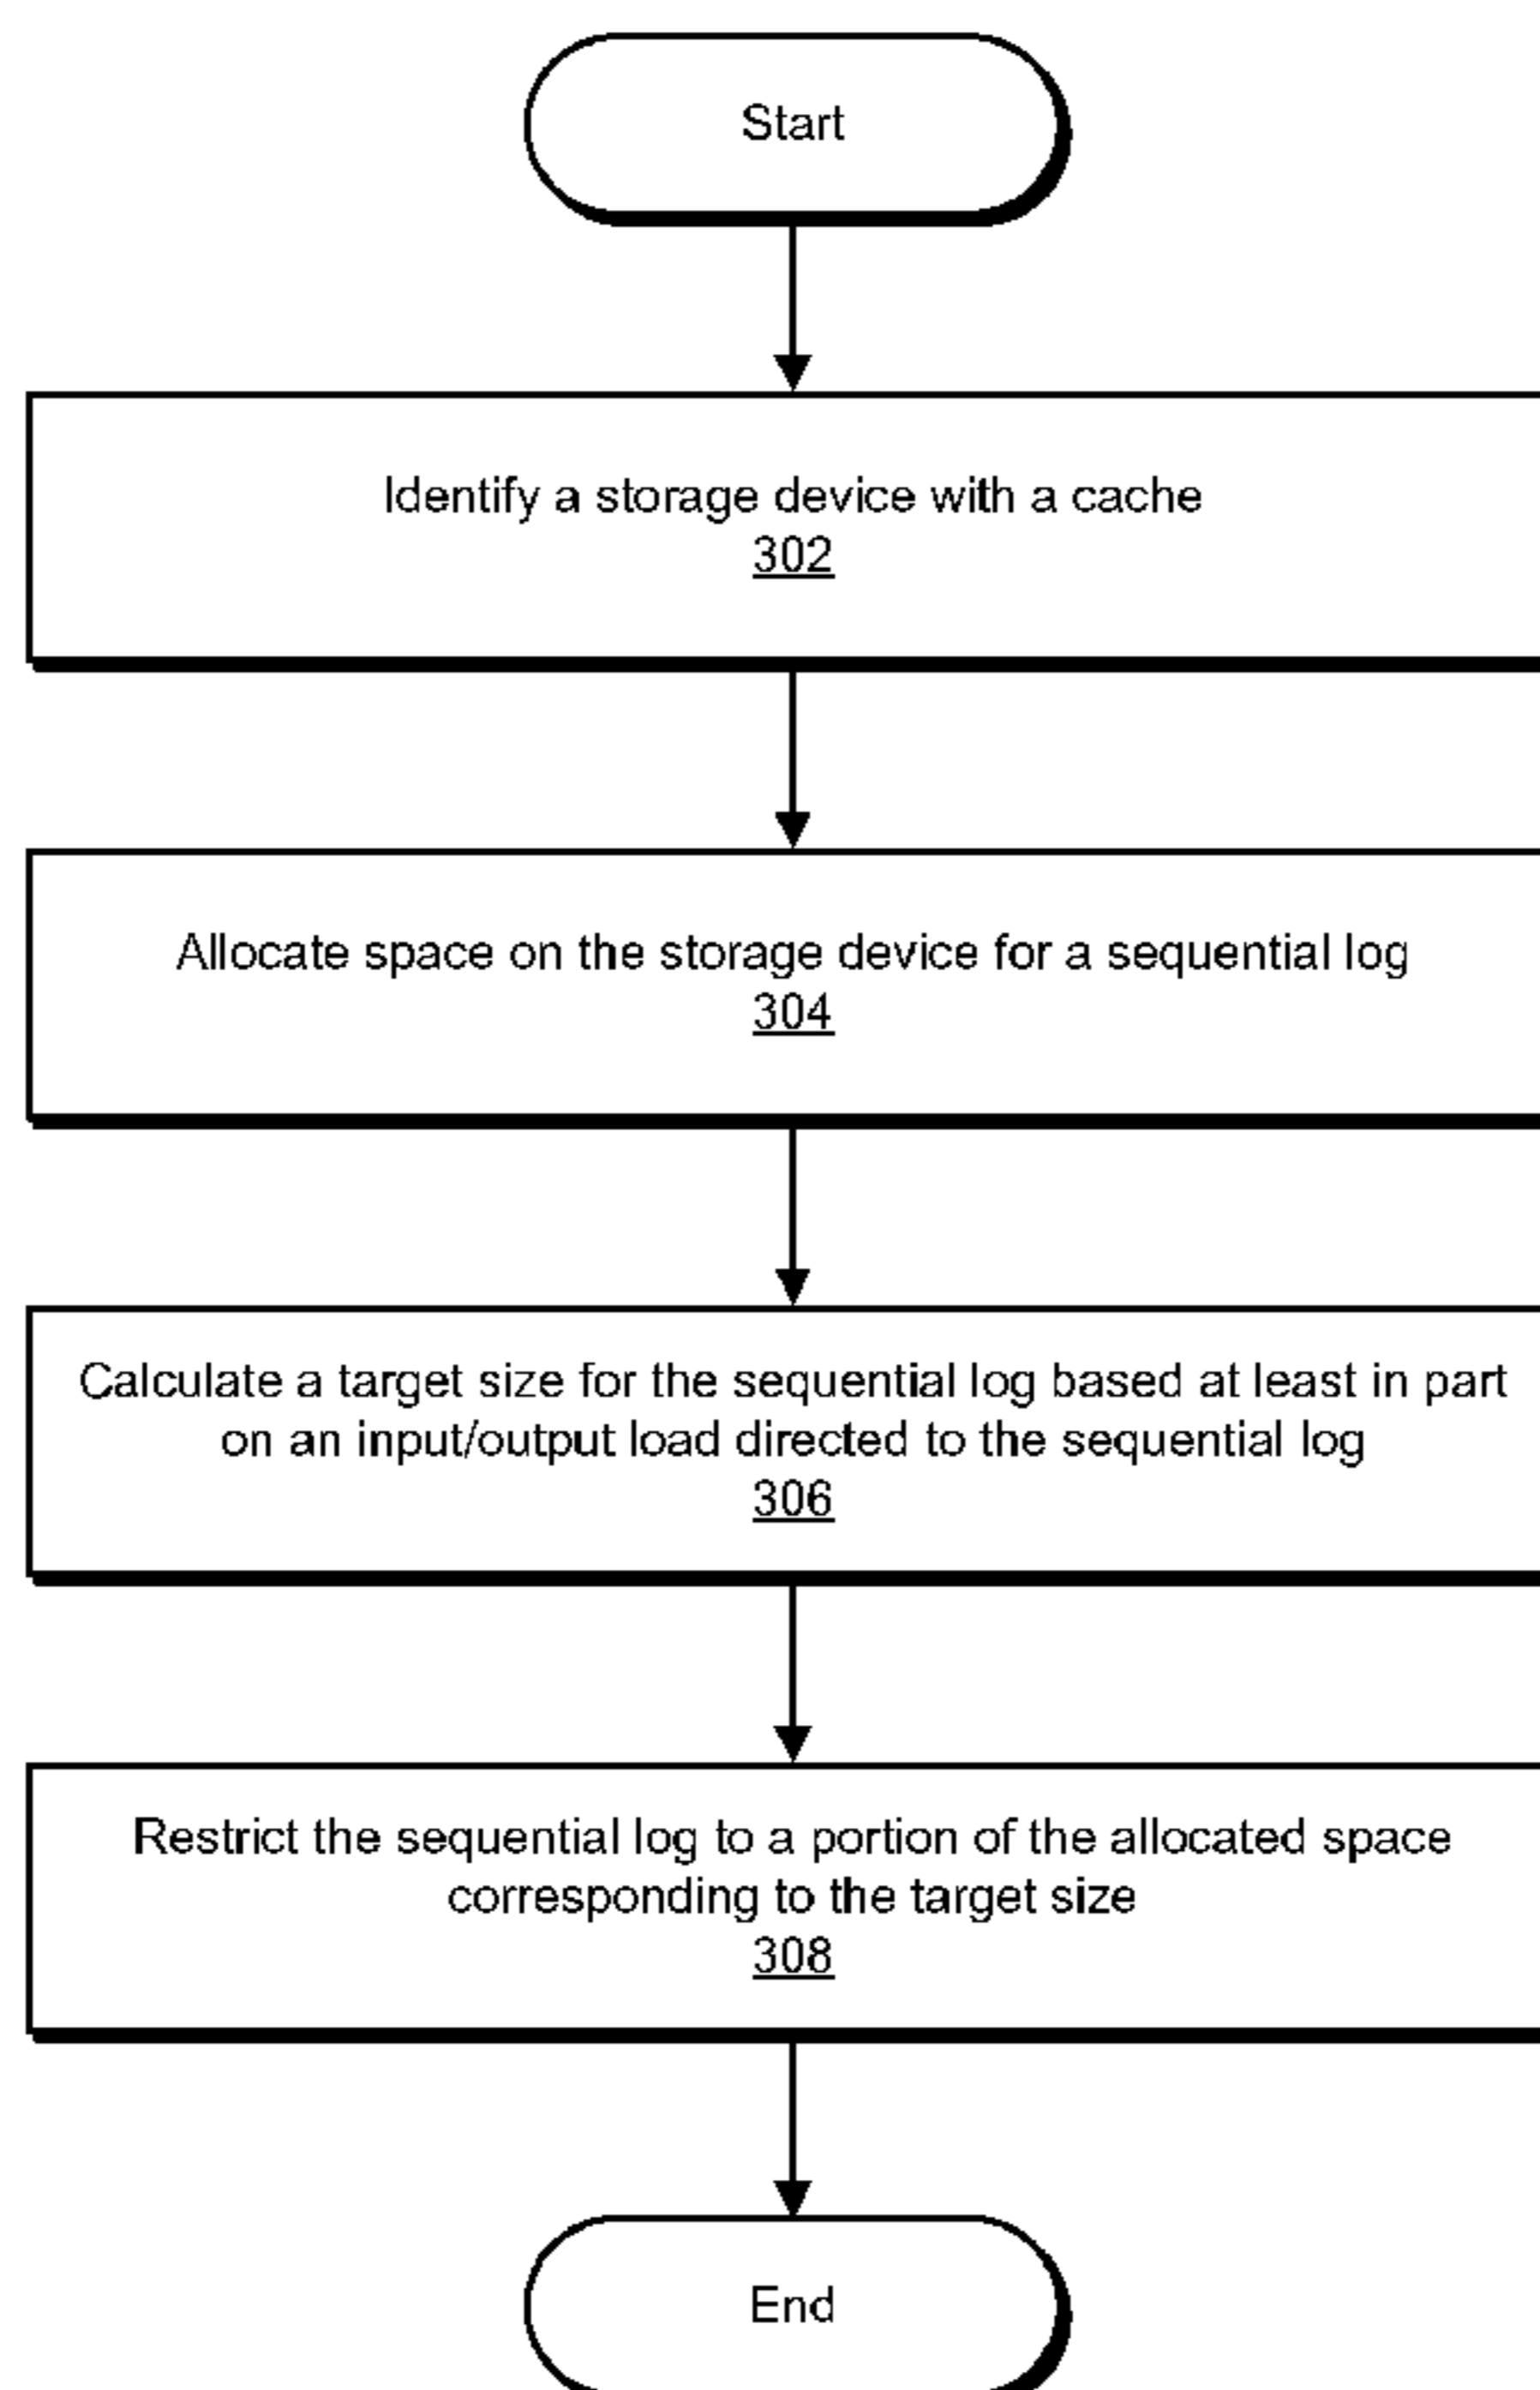 Start
Identify a storage device with a cache
302
Allocate space on the storage device for a sequential log
304
Calculate a target size for the sequential log based at least in part
on an input/output load directed to the sequential log
306
Restrict the sequential log to a portion of the allocated space
corresponding to the target size
308
End